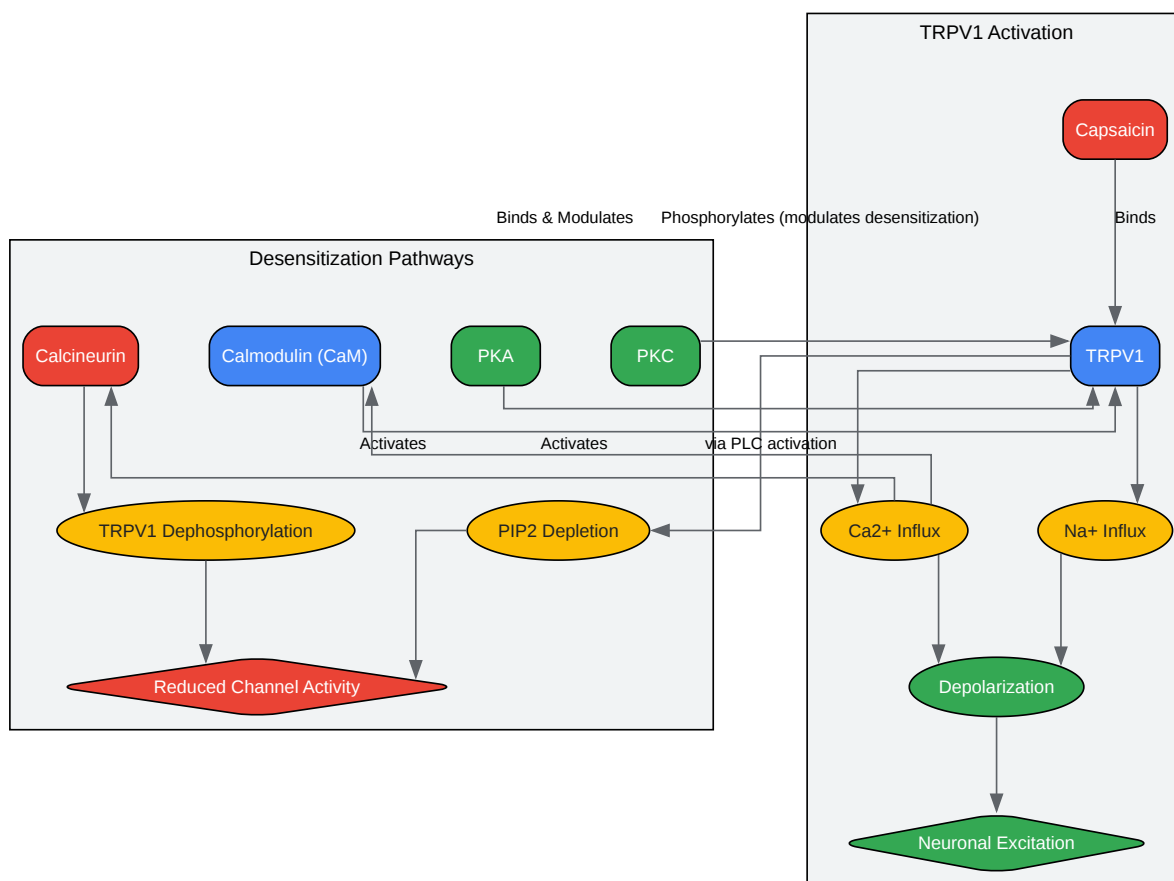 TRPV1 Activation
Capsaicin
Binds & Modulates
Phosphorylates (modulates desensitization)
Binds
Desensitization Pathways
Calcineurin
Calmodulin (CaM)
PKA
PKC
TRPV1
Activates
Activates
via PLC activation
TRPV1 Dephosphorylation
PIP2 Depletion
Ca2+ Influx
Na+ Influx
Reduced Channel Activity
Depolarization
Neuronal Excitation